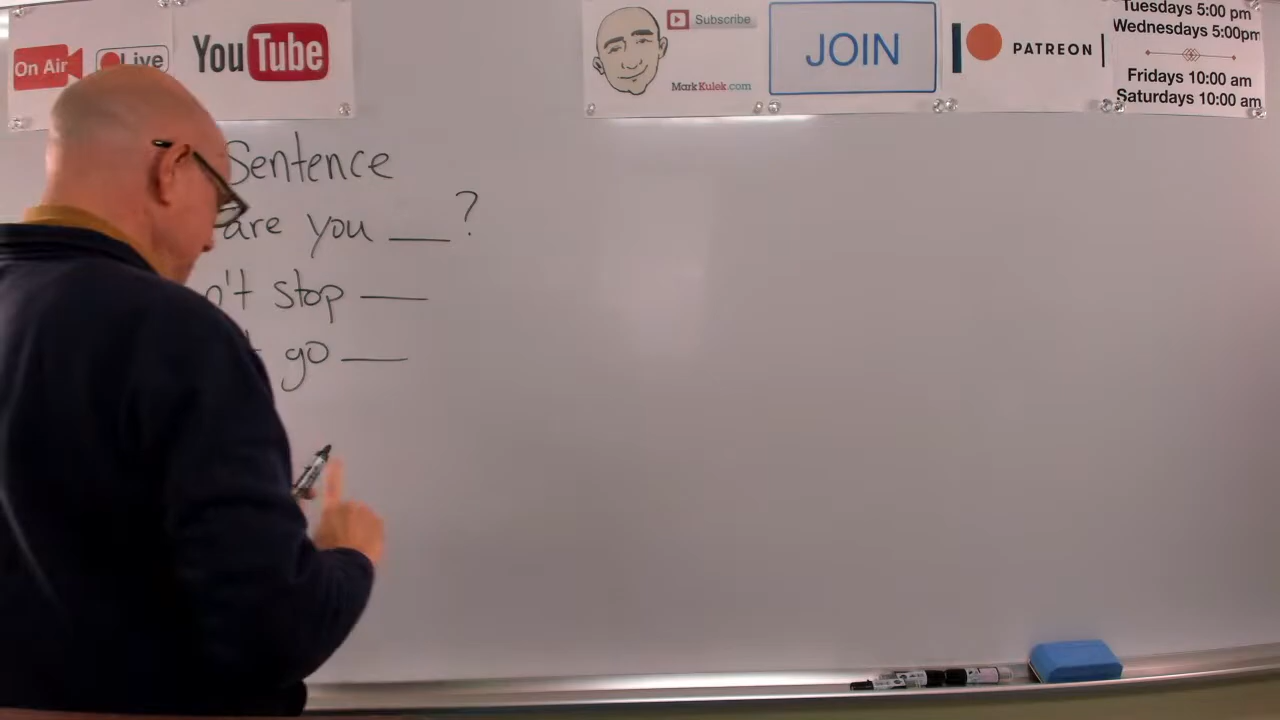 On Air
Live
YouTube
Subscribe
MarkKulek.com
JOIN
PATREON
Tuesdays 5:00 pm
Wednesdays 5:00pm
Fridays 10:00 am
Saturdays 10:00 am
Sentence
are you ___ ?
n't stop ___
go ___